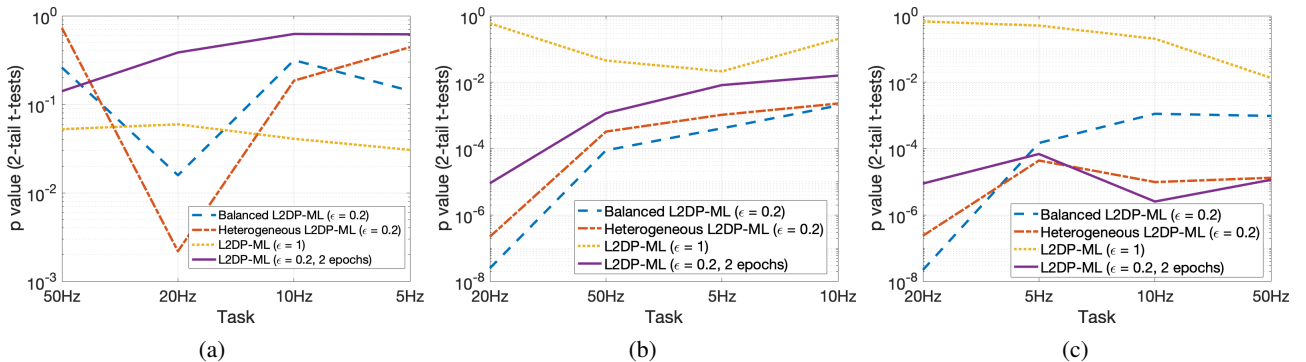 p value (2-tail t-tests)
10^0
10^-1
10^-2
10^-3
50Hz 20Hz 10Hz 5Hz
Task
Balanced L2DP-ML (ϵ = 0.2)
Heterogeneous L2DP-ML (ϵ = 0.2)
L2DP-ML (ϵ = 1)
L2DP-ML (ϵ = 0.2, 2 epochs)
(a)
p value (2-tail t-tests)
10^0
10^-2
10^-4
10^-6
10^-8
20Hz 50Hz 5Hz 10Hz
Task
Balanced L2DP-ML (ϵ = 0.2)
Heterogeneous L2DP-ML (ϵ = 0.2)
L2DP-ML (ϵ = 1)
L2DP-ML (ϵ = 0.2, 2 epochs)
(b)
p value (2-tail t-tests)
10^0
10^-2
10^-4
10^-6
10^-8
20Hz 5Hz 10Hz 50Hz
Task
Balanced L2DP-ML (ϵ = 0.2)
Heterogeneous L2DP-ML (ϵ = 0.2)
L2DP-ML (ϵ = 1)
L2DP-ML (ϵ = 0.2, 2 epochs)
(c)